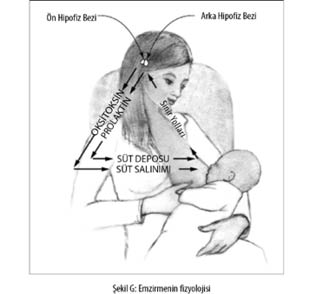 Ön Hipofiz Bezi
Arka Hipofiz Bezi
OKSİTOKSİN
PROLAKTİN
Sinir Yolları
SÜT DEPOSU
SÜT SALINIMI
Şekil G: Emzirmenin fizyolojisi